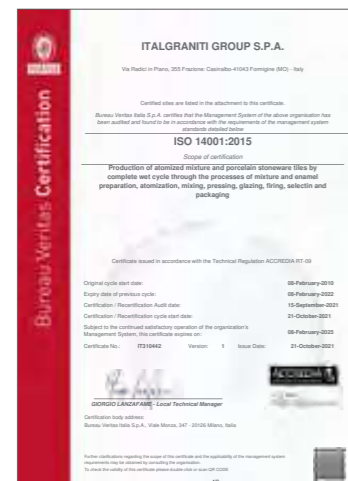 Bureau Veritas Certification
ITALGRANITI GROUP S.P.A.
Via Radici in Piano, 355 Frazione: Casinalbo-41043 Formigine (MO) - Italy
Certified sites are listed in the attachment to this certificate.
Bureau Veritas Italia S.p.A. certifies that the Management System of the above organisation has
been audited and found to be in accordance with the requirements of the management system
standards detailed below
ISO 14001:2015
Scope of certification
Production of atomized mixture and porcelain stoneware tiles by
complete wet cycle through the processes of mixture and enamel
preparation, atomization, mixing, pressing, glazing, firing, selectin and
packaging
Certificate issued in accordance with the Technical Regulation ACCREDIA RT-09
Original cycle start date: 08-February-2010
Expiry date of previous cycle: 08-February-2022
Certification / Recertification Audit date: 15-September-2021
Certification / Recertification cycle start date: 21-October-2021
Subject to the continued satisfactory operation of the organization's
Management System, this certificate expires on: 08-February-2025
Certificate No.: IT310442 Version: 1 Issue Date: 21-October-2021
ACCREDIA
GIORGIO LANZAFAME - Local Technical Manager
Certification body address:
Bureau Veritas Italia S.p.A., Viale Monza, 347 - 20126 Milano, Italia
Further clarifications regarding the scope of this certificate and the applicability of the management system
requirements may be obtained by consulting the organisation.
To check the validity of this certificate please double click or scan QR CODE